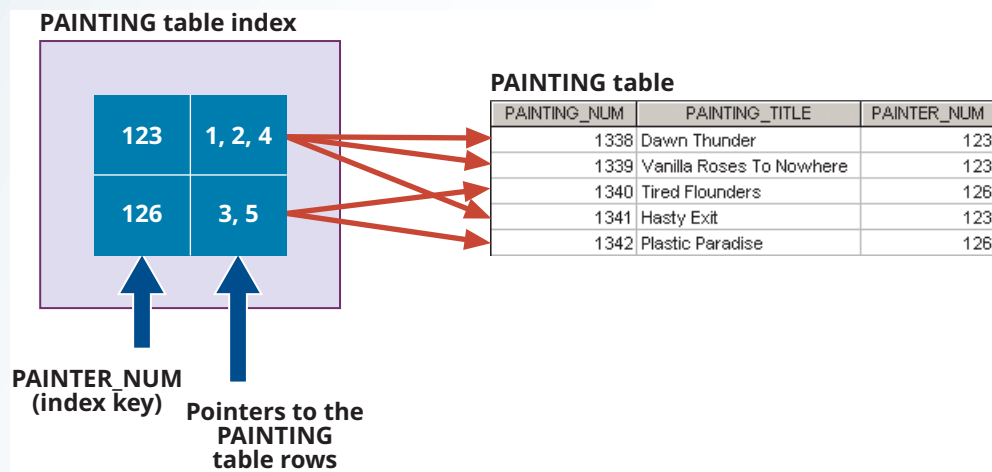 PAINTING table index
123 1, 2, 4
126 3, 5
PAINTER_NUM
(index key)
Pointers to the
PAINTING
table rows
PAINTING table
PAINTING_NUM PAINTING_TITLE PAINTER_NUM
1338 Dawn Thunder 123
1339 Vanilla Roses To Nowhere 123
1340 Tired Flounders 126
1341 Hasty Exit 123
1342 Plastic Paradise 126